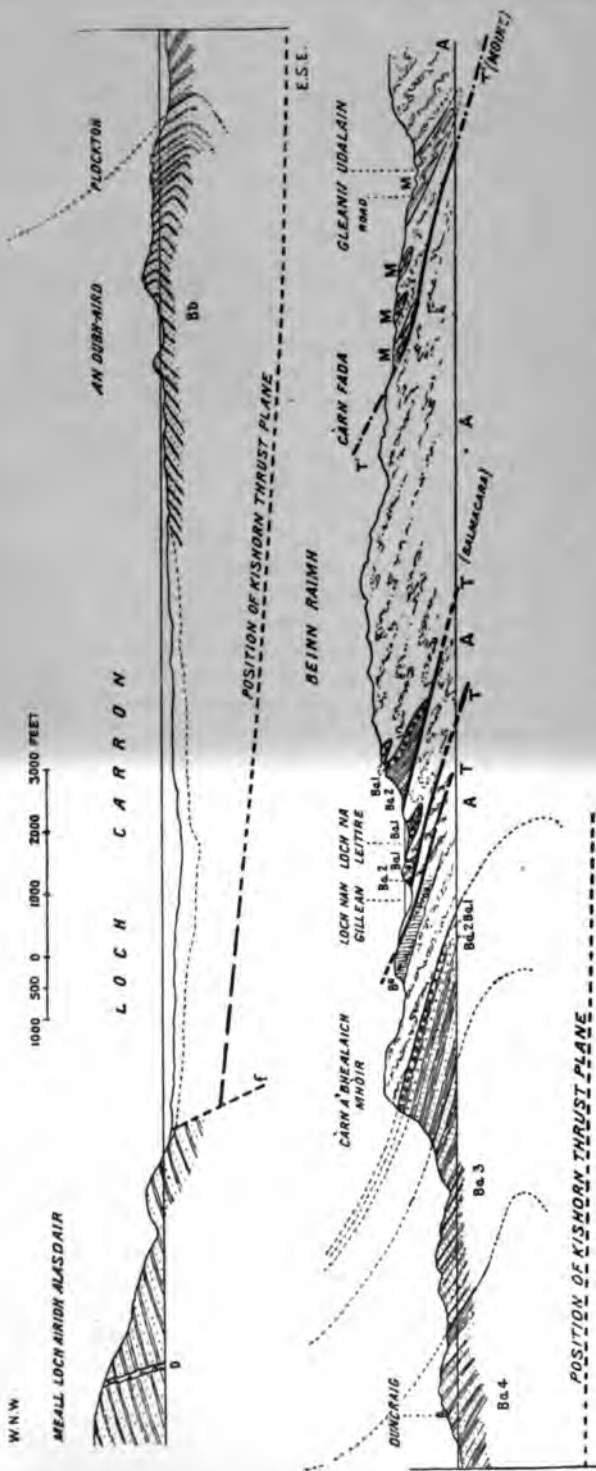 W.N.W.
MEALL LOCH AIRIDH ALASDAIR
D
1000 500 0 1000 2000 3000 FEET
LOCH CARRON
F
POSITION OF KISHORN THRUST PLANE
AN DUBH-AIRD
Bb
PLOCKTON
E.S.E.
DUNCRAIG
Ba.4
Ba.3
CÀRN A' BHEALAICH MHÒIR
Ba.2 Ba.1
LOCH NAN GILLEAN
Ba.2
Ba.1
LOCH NA LEITIRE
Ba.1
Ba.2
Ba.1
A
T
T
A
T (BALMACARA)
BEINN RAIMH
A
A
CÀRN FADA
T
M
M
M
GLEANN UDALAIN
ROAD
M
T (MOINE)
A
POSITION OF KISHORN THRUST PLANE